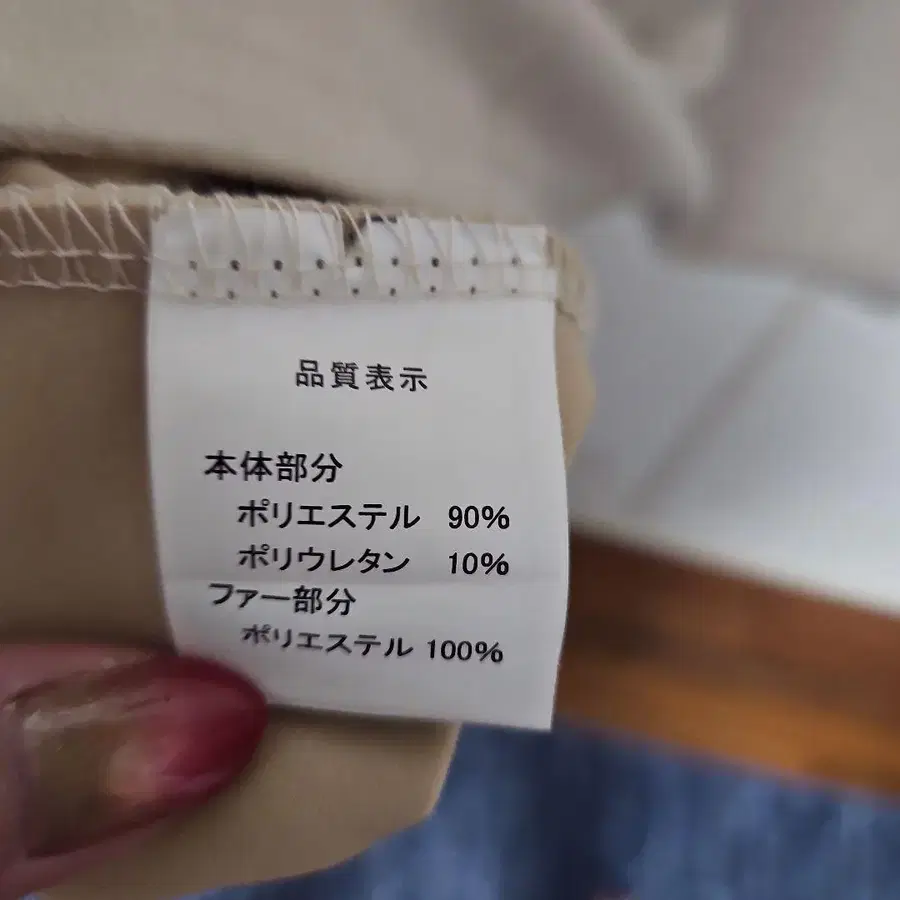 品質表示
本体部分
ポリエステル 90%
ポリウレタン 10%
ファー部分
ポリエステル 100%